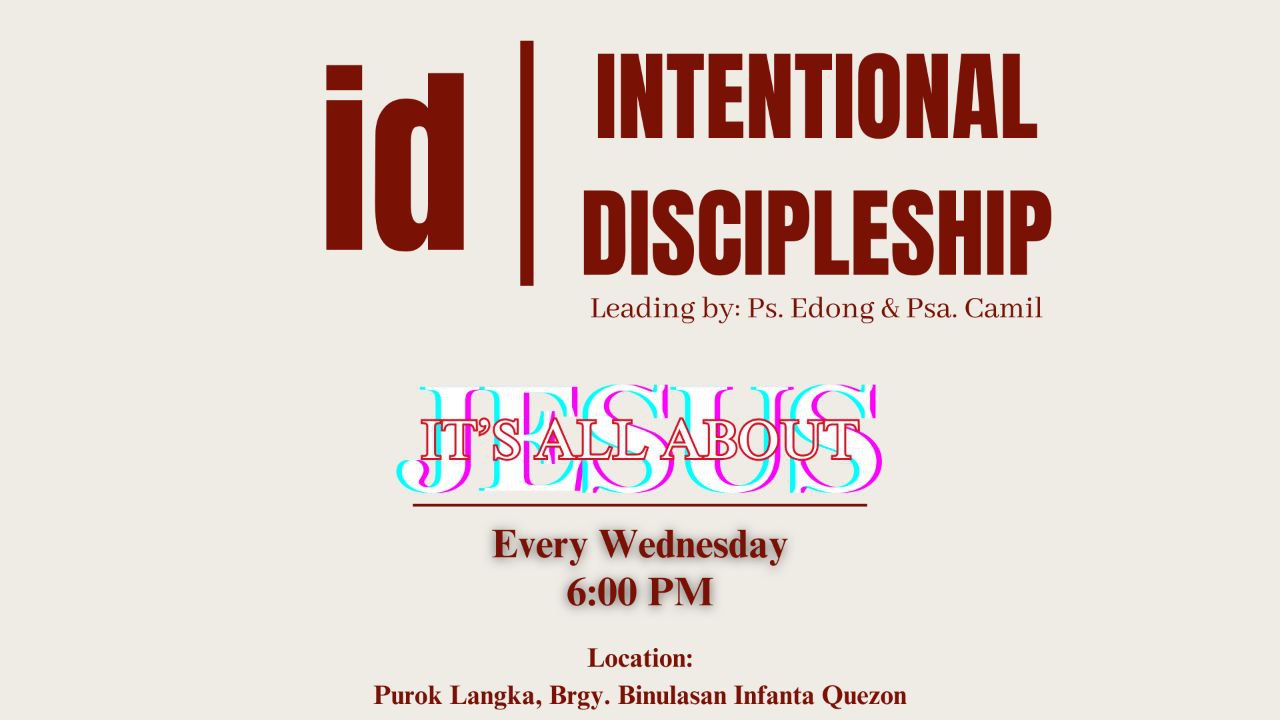 id
INTENTIONAL
DISCIPLESHIP
Leading by: Ps. Edong & Psa. Camil
JESUS
IT'S ALL ABOUT
Every Wednesday
6:00 PM
Location:
Purok Langka, Brgy. Binulasan Infanta Quezon